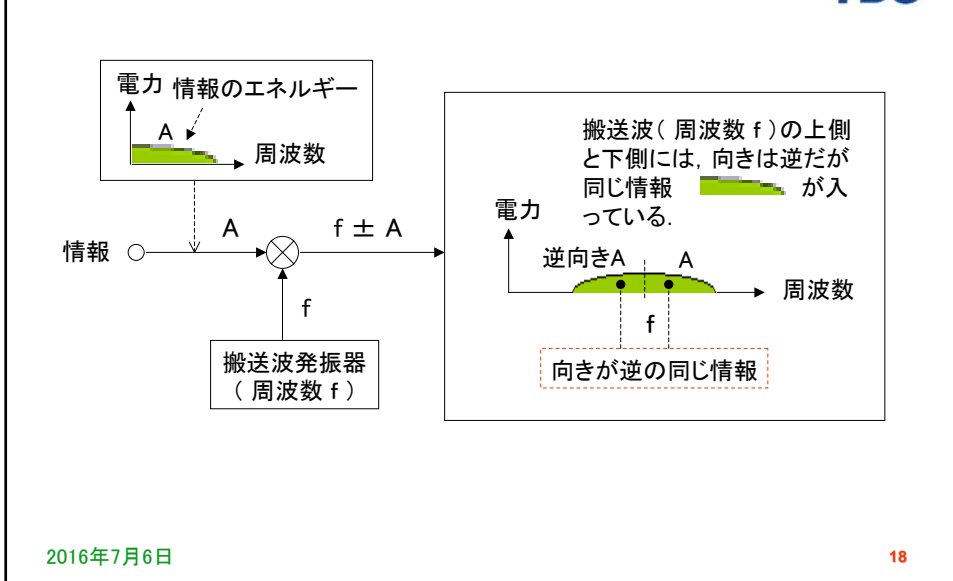 電力
情報のエネルギー
A
周波数
情報
A
f ± A
f
搬送波発振器
( 周波数 f )
搬送波( 周波数 f )の上側
と下側には, 向きは逆だが
同じ情報 が入
っている.
電力
逆向きA
A
周波数
f
向きが逆の同じ情報
2016年7月6日
18